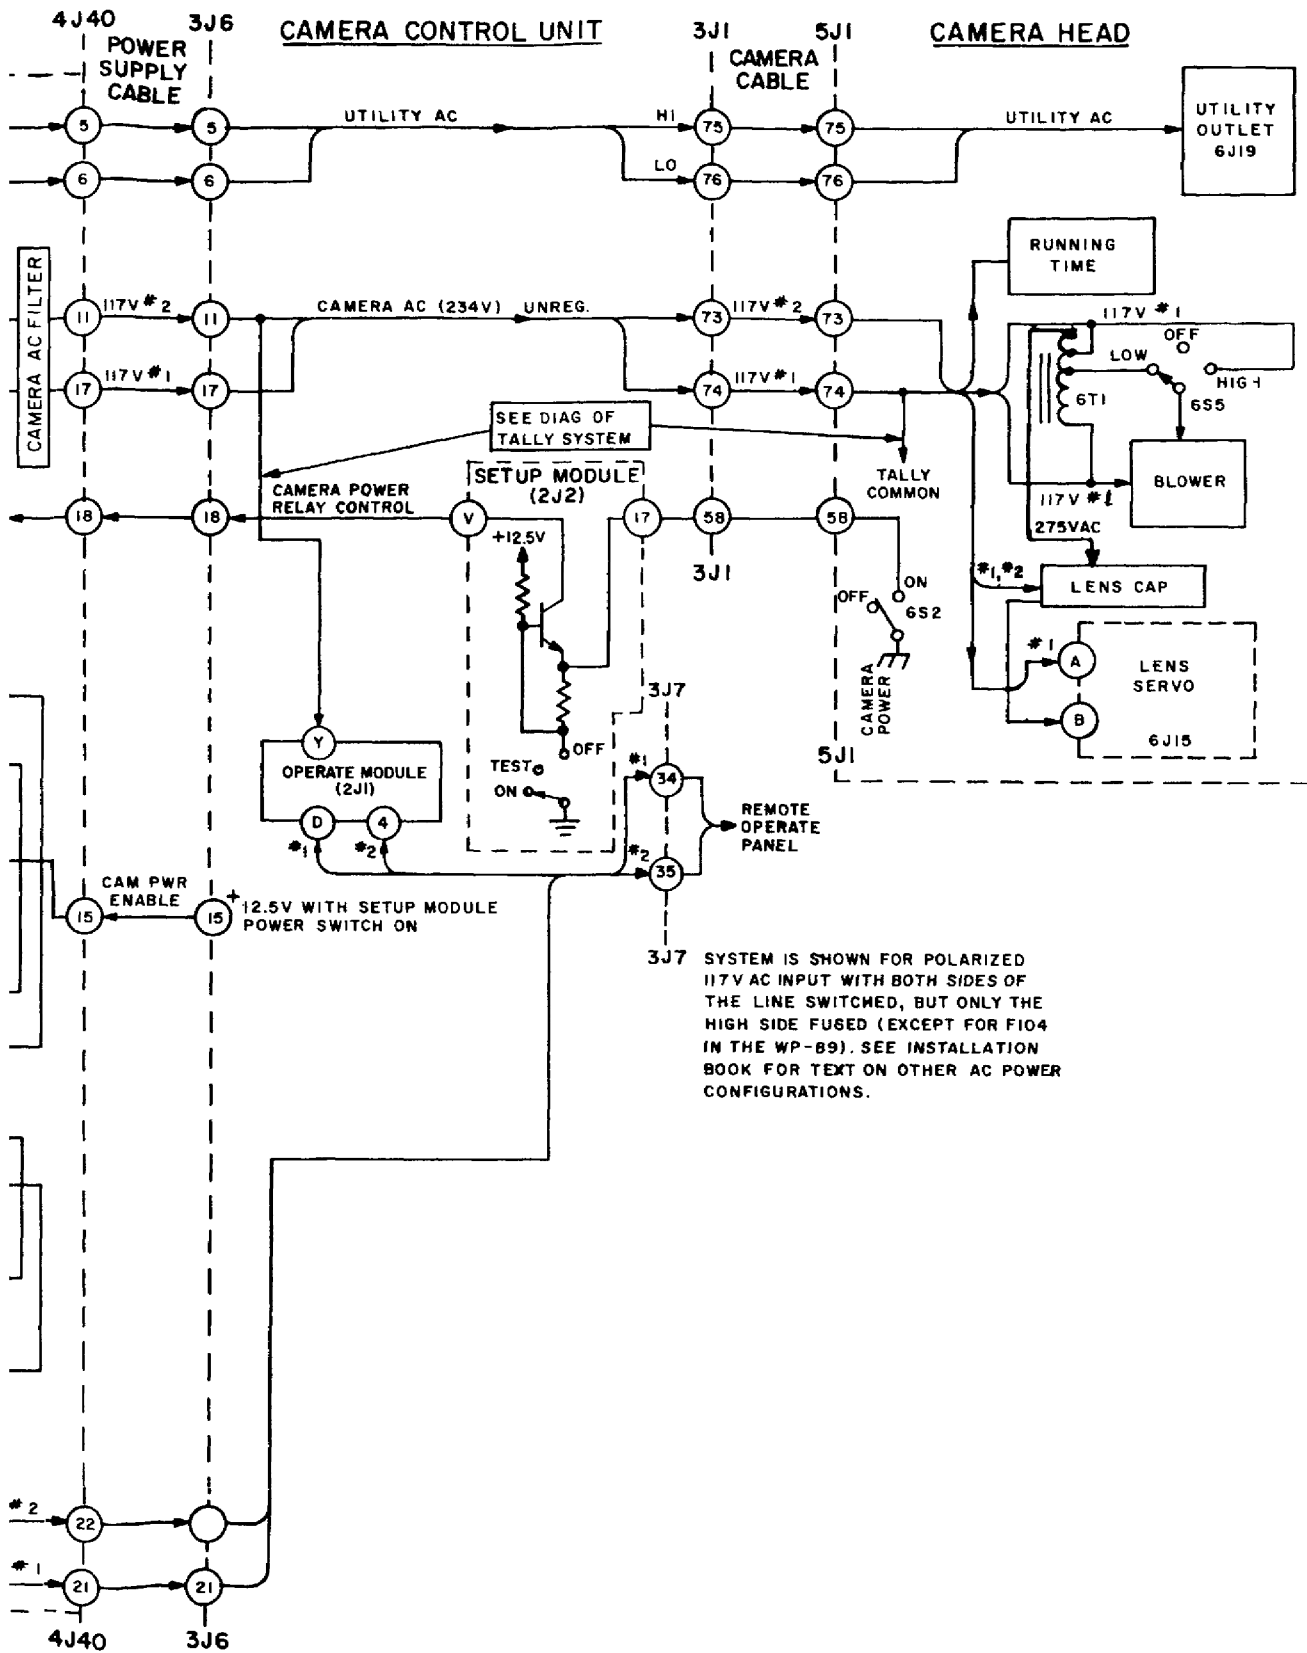 4J40
3J6
CAMERA CONTROL UNIT
3J1
5J1
CAMERA HEAD
POWER
SUPPLY
CABLE
CAMERA
CABLE
5
5
UTILITY AC
HI
75
75
UTILITY AC
UTILITY
OUTLET
6J19
6
6
LO
76
76
CAMERA AC FILTER
RUNNING
TIME
11
117V #2
11
CAMERA AC (234V) UNREG.
73
117V #2
73
117V #1
OFF
LOW
HIGH
6S5
6T1
17
117V #1
17
74
117V #1
74
SEE DIAG OF
TALLY SYSTEM
TALLY
COMMON
BLOWER
117V #1
275VAC
SETUP MODULE
(2J2)
CAMERA POWER
RELAY CONTROL
18
18
V
17
58
58
+12.5V
3J1
ON
OFF
6S2
CAMERA
POWER
#1,#2
LENS CAP
#1
A
LENS
SERVO
B
6J15
3J7
5J1
Y
OPERATE MODULE
(2J1)
D
4
#1
#2
OFF
TEST
ON
#1
34
REMOTE
OPERATE
PANEL
#2
35
CAM PWR
ENABLE
15
15
+12.5V WITH SETUP MODULE
POWER SWITCH ON
3J7
SYSTEM IS SHOWN FOR POLARIZED
117V AC INPUT WITH BOTH SIDES OF
THE LINE SWITCHED, BUT ONLY THE
HIGH SIDE FUSED (EXCEPT FOR F104
IN THE WP-89). SEE INSTALLATION
BOOK FOR TEXT ON OTHER AC POWER
CONFIGURATIONS.
#2
22
#1
21
21
4J40
3J6